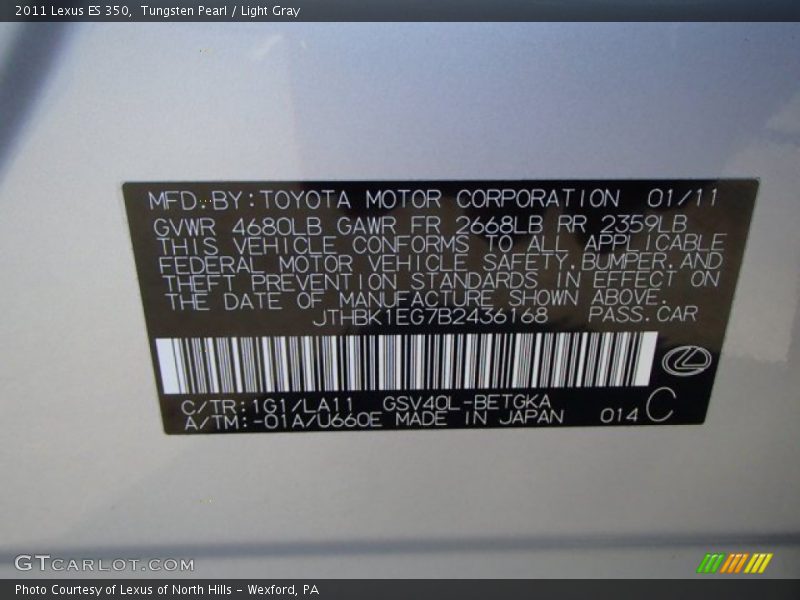 2011 Lexus ES 350, Tungsten Pearl / Light Gray
MFD. BY: TOYOTA MOTOR CORPORATION 01/11
GVWR 4680LB GAWR FR 2668LB RR 2359LB
THIS VEHICLE CONFORMS TO ALL APPLICABLE
FEDERAL MOTOR VEHICLE SAFETY, BUMPER, AND
THEFT PREVENTION STANDARDS IN EFFECT ON
THE DATE OF MANUFACTURE SHOWN ABOVE.
JTHBK1EG7B2436168 PASS. CAR
C/TR: 1G1/LA11 GSV40L-BETGKA
A/TM: -01A/U660E MADE IN JAPAN 014 C
GTCARLOT.COM
Photo Courtesy of Lexus of North Hills - Wexford, PA